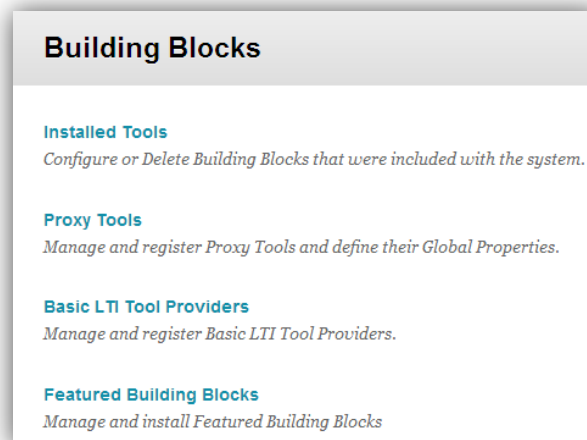 Building Blocks
Installed Tools
Configure or Delete Building Blocks that were included with the system.
Proxy Tools
Manage and register Proxy Tools and define their Global Properties.
Basic LTI Tool Providers
Manage and register Basic LTI Tool Providers.
Featured Building Blocks
Manage and install Featured Building Blocks